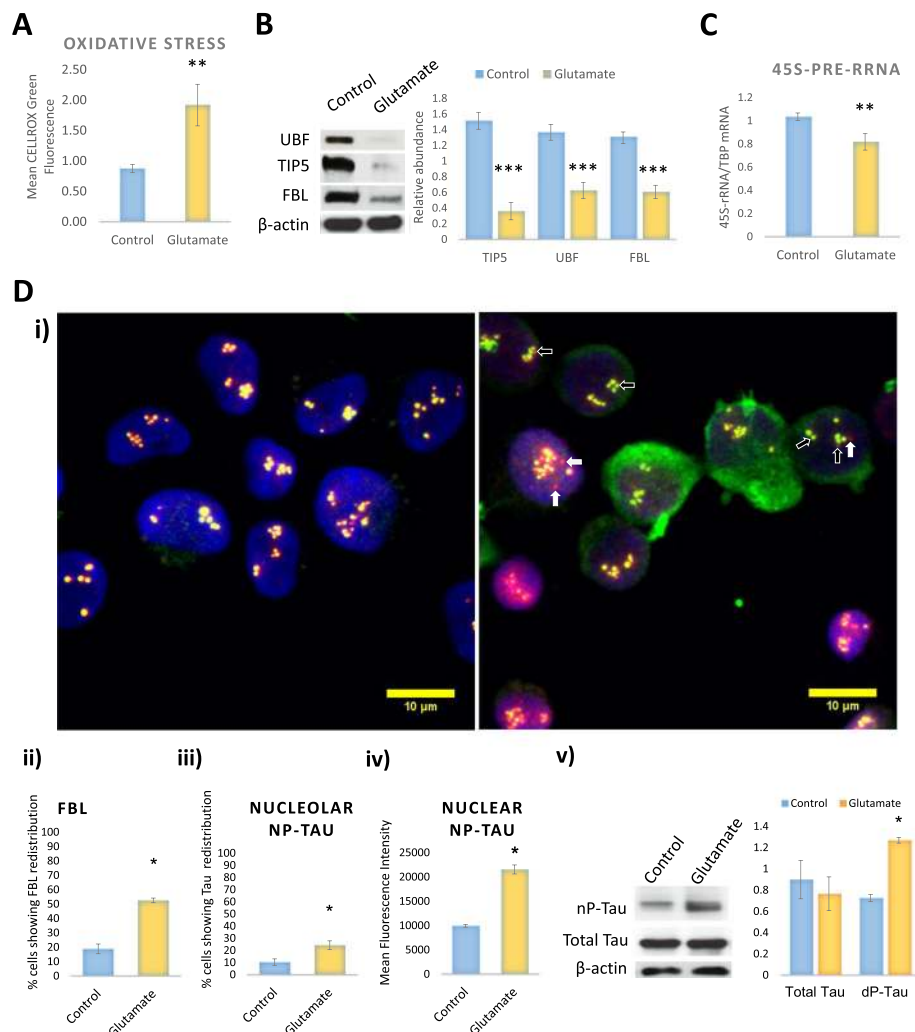 A
OXIDATIVE STRESS
Mean CELLROX Green
Fluorescence
2.50
2.00
1.50
1.00
0.50
0.00
**
Control
Glutamate
B
Control
Glutamate
UBF
TIP5
FBL
β-actin
Control
Glutamate
Relative abundance
1.8
1.6
1.4
1.2
1
0.8
0.6
0.4
0.2
0
***
***
***
TIP5
UBF
FBL
C
45S-PRE-RRNA
45S-rRNA/TBP mRNA
1.2
1
0.8
0.6
0.4
0.2
0
**
Control
Glutamate
D
i)
10 μm
10 μm
ii)
FBL
% cells showing FBL redistribution
100
90
80
70
60
50
40
30
20
10
0
*
Control
Glutamate
iii)
NUCLEOLAR
NP-TAU
% cells showing Tau redistribution
100
90
80
70
60
50
40
30
20
10
0
*
Control
Glutamate
iv)
NUCLEAR
NP-TAU
Mean Fluorescence Intensity
25000
20000
15000
10000
5000
0
*
Control
Glutamate
v)
Control
Glutamate
nP-Tau
Total Tau
β-actin
Control
Glutamate
1.4
1.2
1
0.8
0.6
0.4
0.2
0
*
Total Tau
dP-Tau